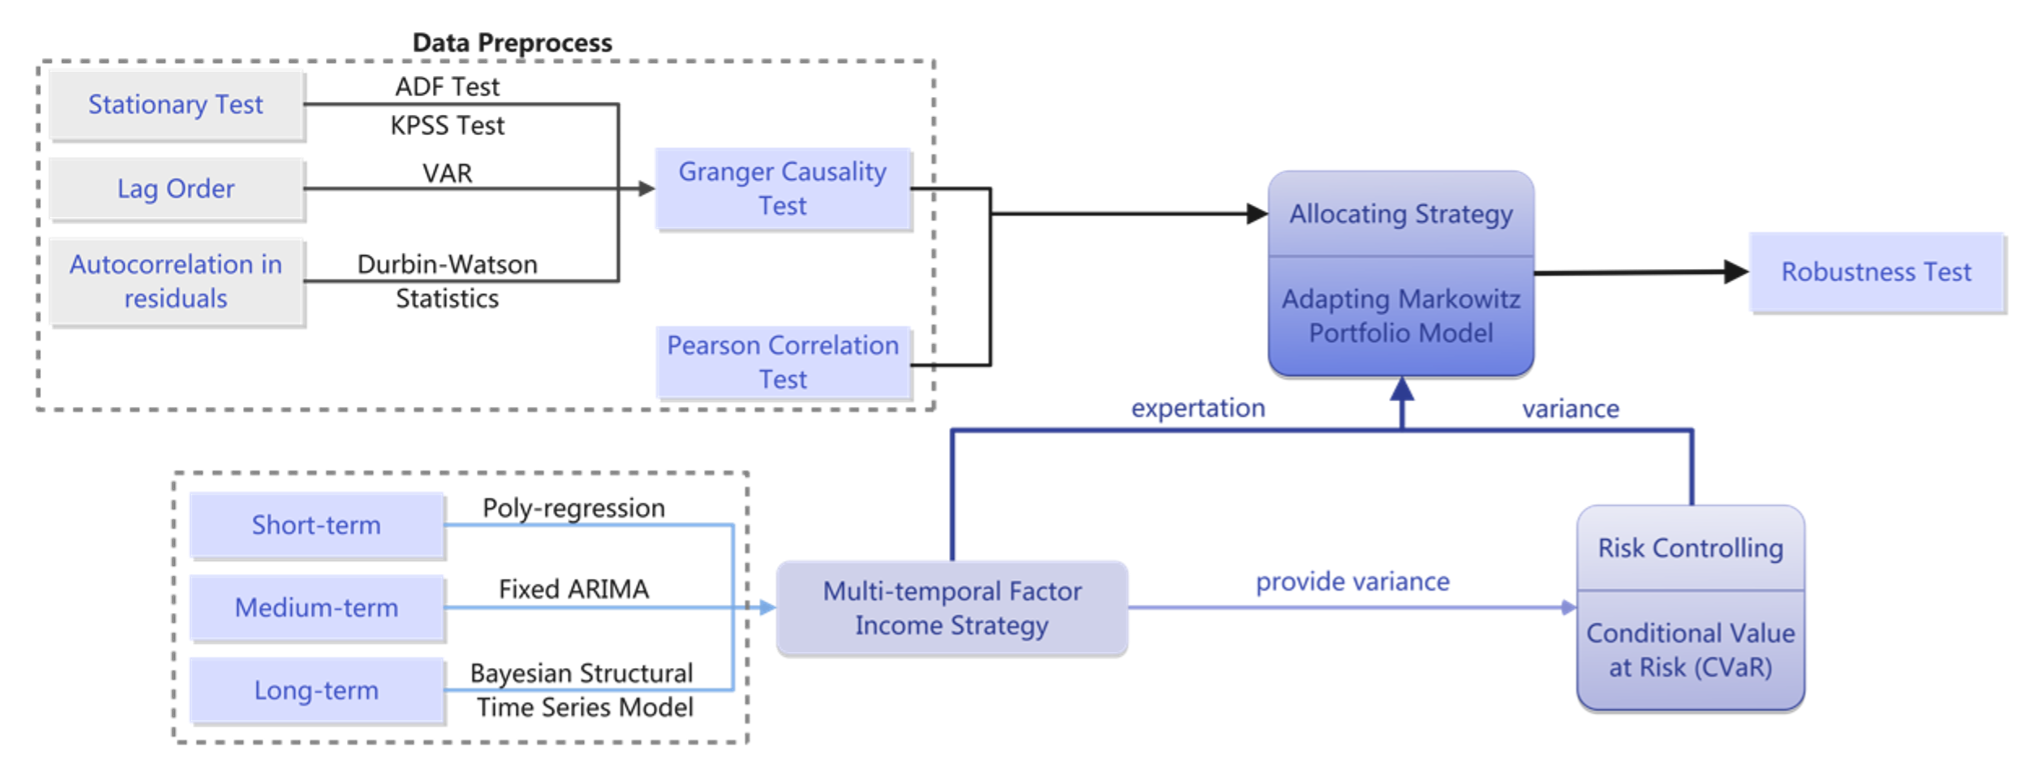 Data Preprocess
Stationary Test
ADF Test
KPSS Test
Lag Order
VAR
Autocorrelation in
residuals
Durbin-Watson
Statistics
Granger Causality
Test
Pearson Correlation
Test
Allocating Strategy
Adapting Markowitz
Portfolio Model
Robustness Test
expertation
variance
Short-term
Poly-regression
Medium-term
Fixed ARIMA
Long-term
Bayesian Structural
Time Series Model
Multi-temporal Factor
Income Strategy
provide variance
Risk Controlling
Conditional Value
at Risk (CVaR)